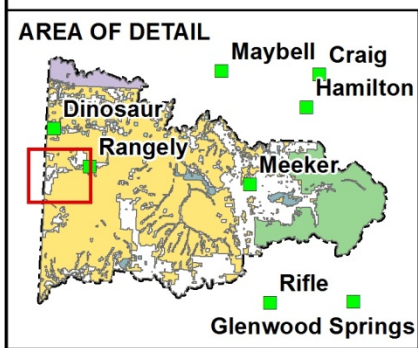 AREA OF DETAIL
Maybell
Craig
Hamilton
Dinosaur
Rangely
Meeker
Rifle
Glenwood Springs